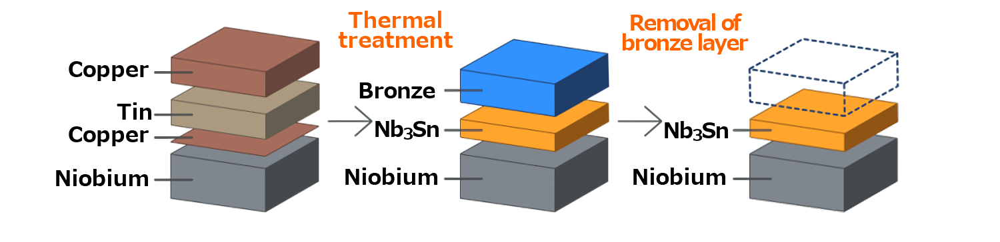 Copper
Tin
Copper
Niobium
Thermal
treatment
Bronze
Nb₃Sn
Niobium
Removal of
bronze layer
Nb₃Sn
Niobium